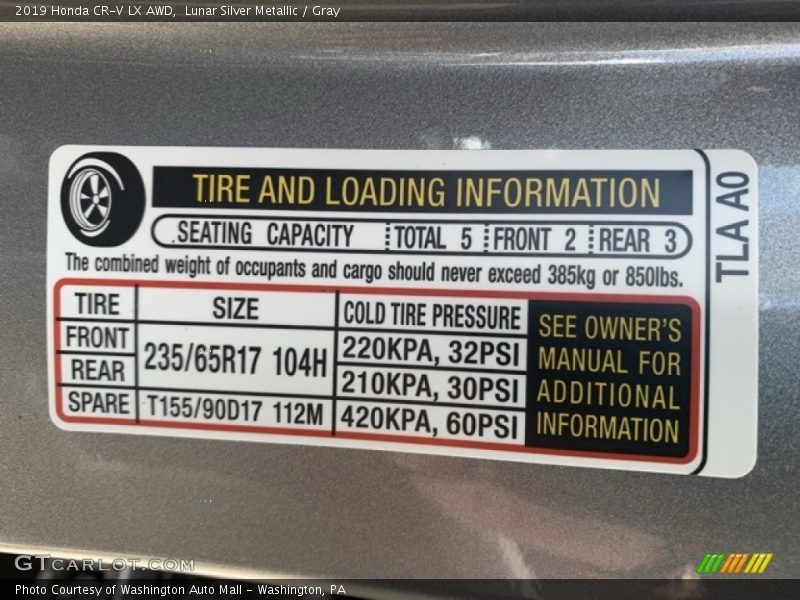 2019 Honda CR-V LX AWD, Lunar Silver Metallic / Gray
TIRE AND LOADING INFORMATION
SEATING CAPACITY TOTAL 5 FRONT 2 REAR 3
The combined weight of occupants and cargo should never exceed 385kg or 850lbs.
TIRE SIZE COLD TIRE PRESSURE
FRONT 235/65R17 104H 220KPA, 32PSI
REAR 210KPA, 30PSI
SPARE T155/90D17 112M 420KPA, 60PSI
SEE OWNER'S
MANUAL FOR
ADDITIONAL
INFORMATION
TLA A0
GTCARLOT.COM
Photo Courtesy of Washington Auto Mall - Washington, PA